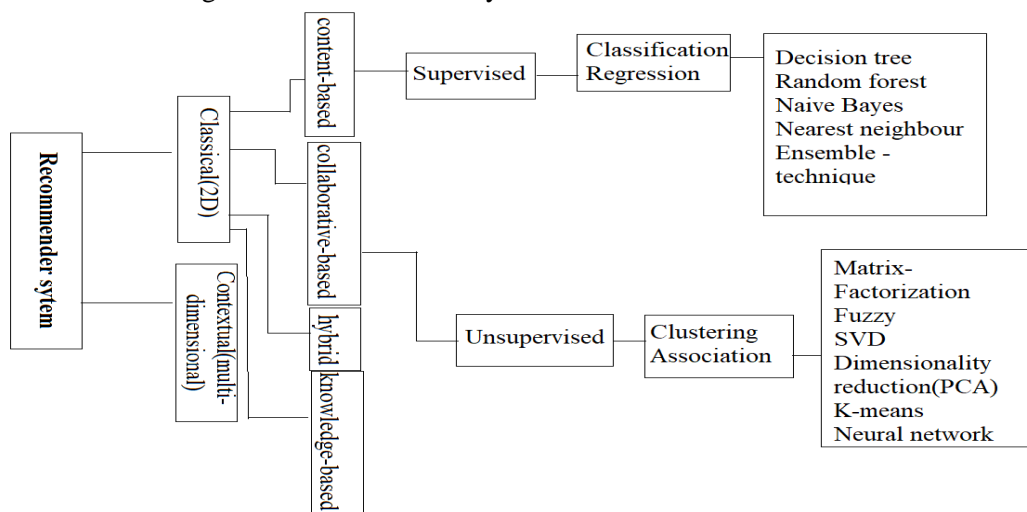 Recommender sytem
Classical(2D)
Contextual(multi-
dimensional)
content-based
collaborative-based
hybrid
knowledge-based
Supervised
Classification
Regression
Decision tree
Random forest
Naive Bayes
Nearest neighbour
Ensemble -
technique
Unsupervised
Clustering
Association
Matrix-
Factorization
Fuzzy
SVD
Dimensionality
reduction(PCA)
K-means
Neural network